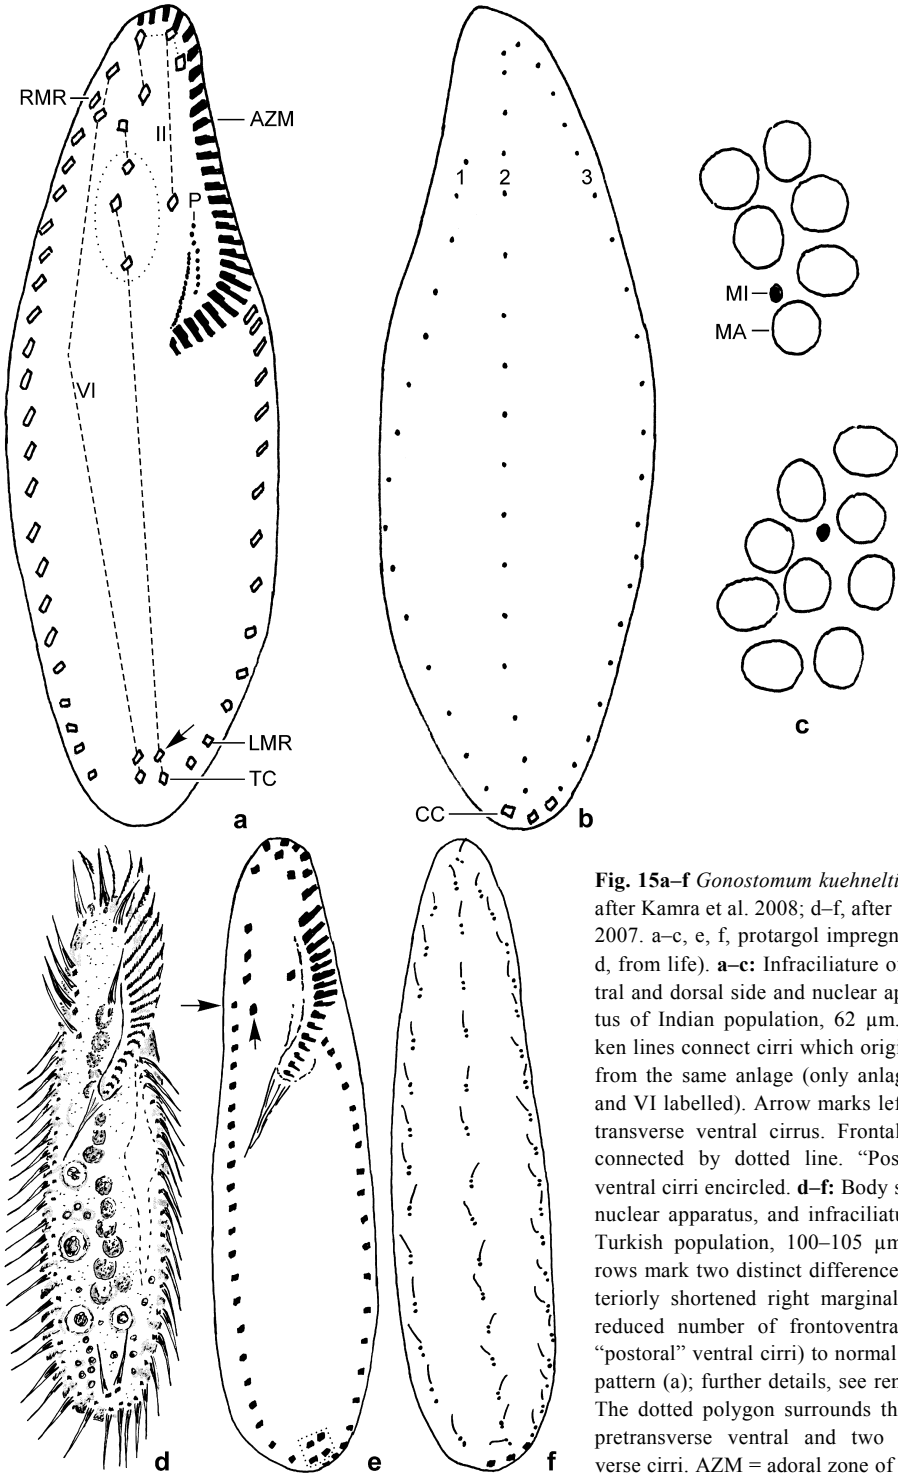 RMR
AZM
II
P
VI
LMR
TC
a
1
2
3
CC
b
MI
MA
c
d
e
f
Fig. 15a–f Gonostomum kuehnelti
after Kamra et al. 2008; d–f, after
2007. a–c, e, f, protargol impregn
d, from life). a–c: Infraciliature o
tral and dorsal side and nuclear ap
tus of Indian population, 62 µm.
ken lines connect cirri which origi
from the same anlage (only anlag
and VI labelled). Arrow marks lef
transverse ventral cirrus. Frontal
connected by dotted line. “Pos
ventral cirri encircled. d–f: Body s
nuclear apparatus, and infraciliatu
Turkish population, 100–105 µm
rows mark two distinct difference
teriorly shortened right marginal
reduced number of frontoventra
“postoral” ventral cirri) to normal
pattern (a); further details, see ren
The dotted polygon surrounds th
pretransverse ventral and two
verse cirri. AZM = adoral zone of